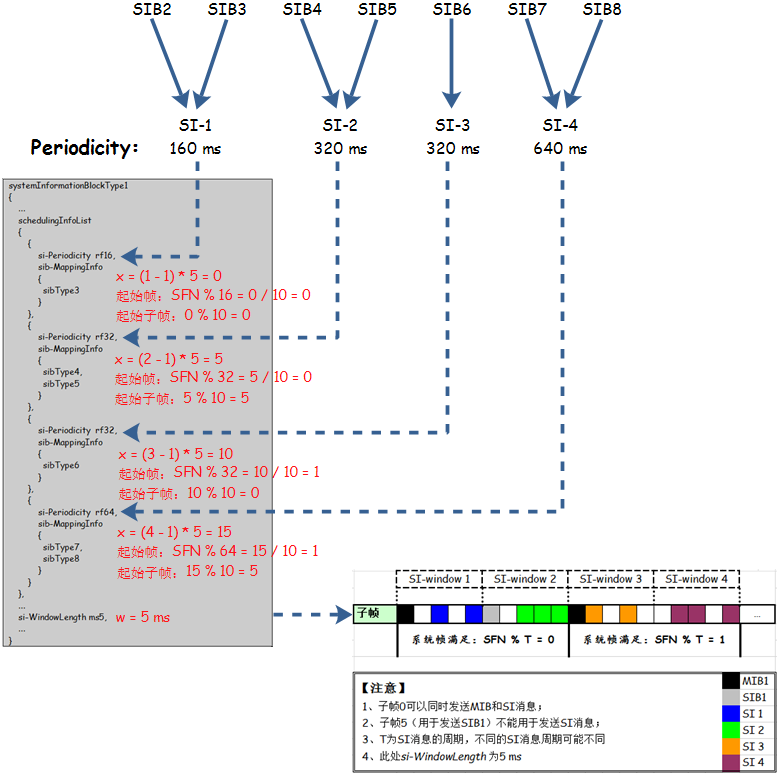 SIB2 SIB3 SIB4 SIB5 SIB6 SIB7 SIB8
SI-1 SI-2 SI-3 SI-4
Periodicity: 160 ms 320 ms 320 ms 640 ms
systemInformationBlockType1
{
...
schedulingInfoList
{
{
si-Periodicity rf16,
sib-MappingInfo
{
sibType3
}
},
x = (1 - 1) * 5 = 0
起始帧: SFN % 16 = 0 / 10 = 0
起始子帧: 0 % 10 = 0
{
si-Periodicity rf32,
sib-MappingInfo
{
sibType4,
sibType5
}
},
x = (2 - 1) * 5 = 5
起始帧: SFN % 32 = 5 / 10 = 0
起始子帧: 5 % 10 = 5
{
si-Periodicity rf32,
sib-MappingInfo
{
sibType6
}
},
x = (3 - 1) * 5 = 10
起始帧: SFN % 32 = 10 / 10 = 1
起始子帧: 10 % 10 = 0
{
si-Periodicity rf64,
sib-MappingInfo
{
sibType7,
sibType8
}
}
x = (4 - 1) * 5 = 15
起始帧: SFN % 64 = 15 / 10 = 1
起始子帧: 15 % 10 = 5
},
...
si-WindowLength ms5, w = 5 ms
...
}
SI-window 1 SI-window 2 SI-window 3 SI-window 4
子帧 ...
系统帧满足: SFN % T = 0 系统帧满足: SFN % T = 1
【注意】
1、子帧0可以同时发送MIB和SI消息;
2、子帧5（用于发送SIB1）不能用于发送SI消息;
3、T为SI消息的周期，不同的SI消息周期可能不同
4、此处si-WindowLength为5 ms
MIB1
SIB1
SI 1
SI 2
SI 3
SI 4